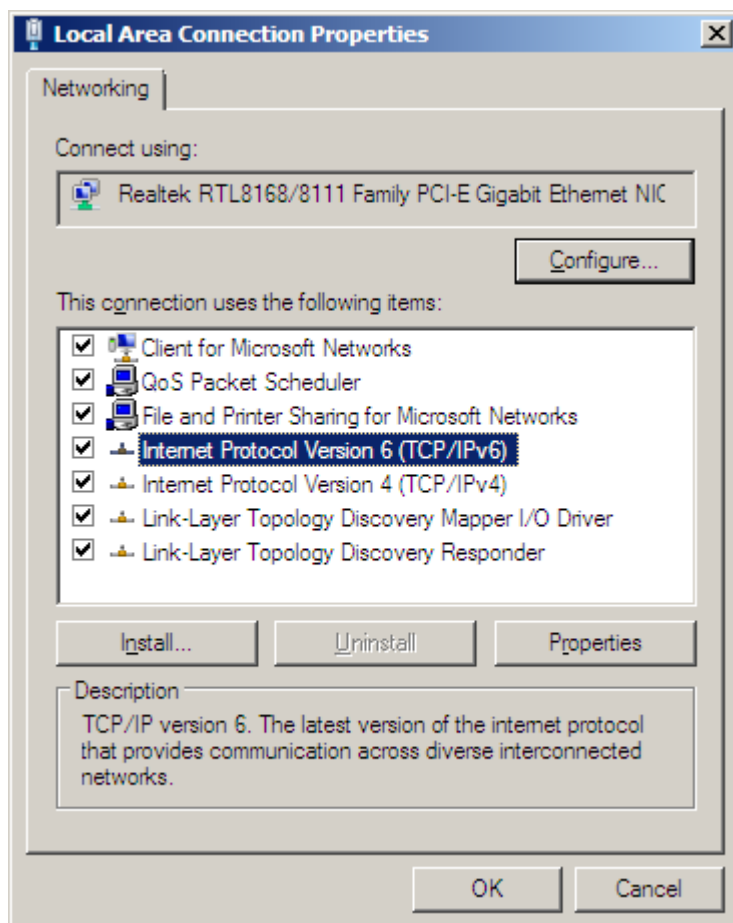 Local Area Connection Properties
Networking
Connect using:
Realtek RTL8168/8111 Family PCI-E Gigabit Ethernet NIC
Configure...
This connection uses the following items:
Client for Microsoft Networks
QoS Packet Scheduler
File and Printer Sharing for Microsoft Networks
Internet Protocol Version 6 (TCP/IPv6)
Internet Protocol Version 4 (TCP/IPv4)
Link-Layer Topology Discovery Mapper I/O Driver
Link-Layer Topology Discovery Responder
Install... Uninstall Properties
Description
TCP/IP version 6. The latest version of the internet protocol
that provides communication across diverse interconnected
networks.
OK Cancel